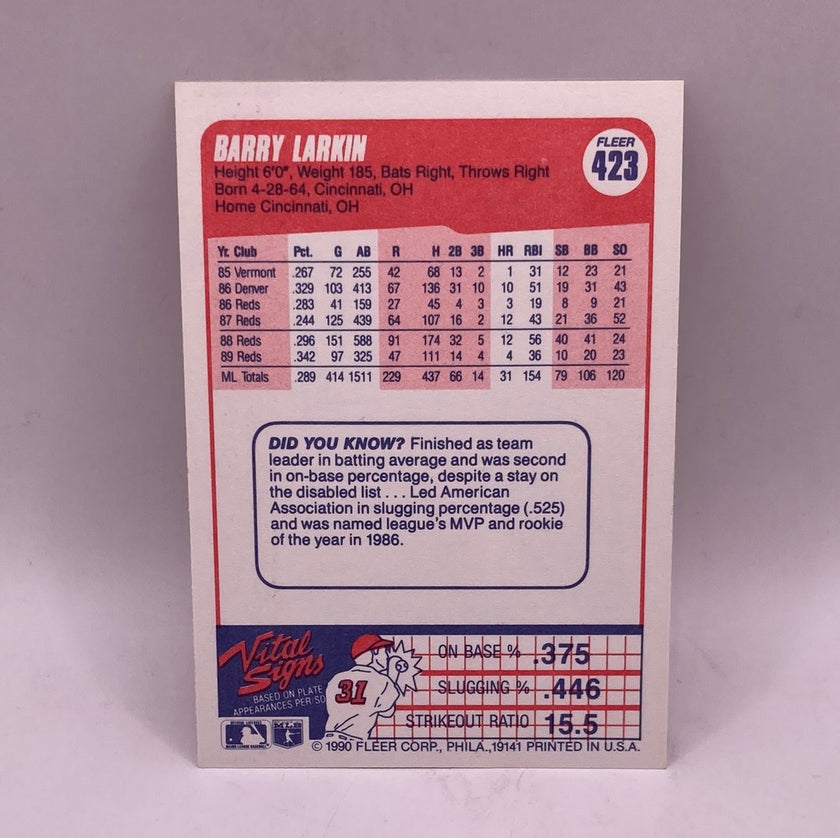 BARRY LARKIN
FLEER
423
Height 6'0", Weight 185, Bats Right, Throws Right
Born 4-28-64, Cincinnati, OH
Home Cincinnati, OH
Yr. Club Pct. G AB R H 2B 3B HR RBI SB BB SO
85 Vermont .267 72 255 42 68 13 2 1 31 12 23 21
86 Denver .329 103 413 67 136 31 10 10 51 19 31 43
86 Reds .283 41 159 27 45 4 3 3 19 8 9 21
87 Reds .244 125 439 64 107 16 2 12 43 21 36 52
88 Reds .296 151 588 91 174 32 5 12 56 40 41 24
89 Reds .342 97 325 47 111 14 4 4 36 10 20 23
ML Totals .289 414 1511 229 437 66 14 31 154 79 106 120
DID YOU KNOW? Finished as team
leader in batting average and was second
in on-base percentage, despite a stay on
the disabled list . . . Led American
Association in slugging percentage (.525)
and was named league's MVP and rookie
of the year in 1986.
Vital
Signs
BASED ON PLATE
APPEARANCES PER SO
31
ON BASE % .375
SLUGGING % .446
STRIKEOUT RATIO 15.5
MLB
© 1990 FLEER CORP., PHILA., 19141 PRINTED IN U.S.A.